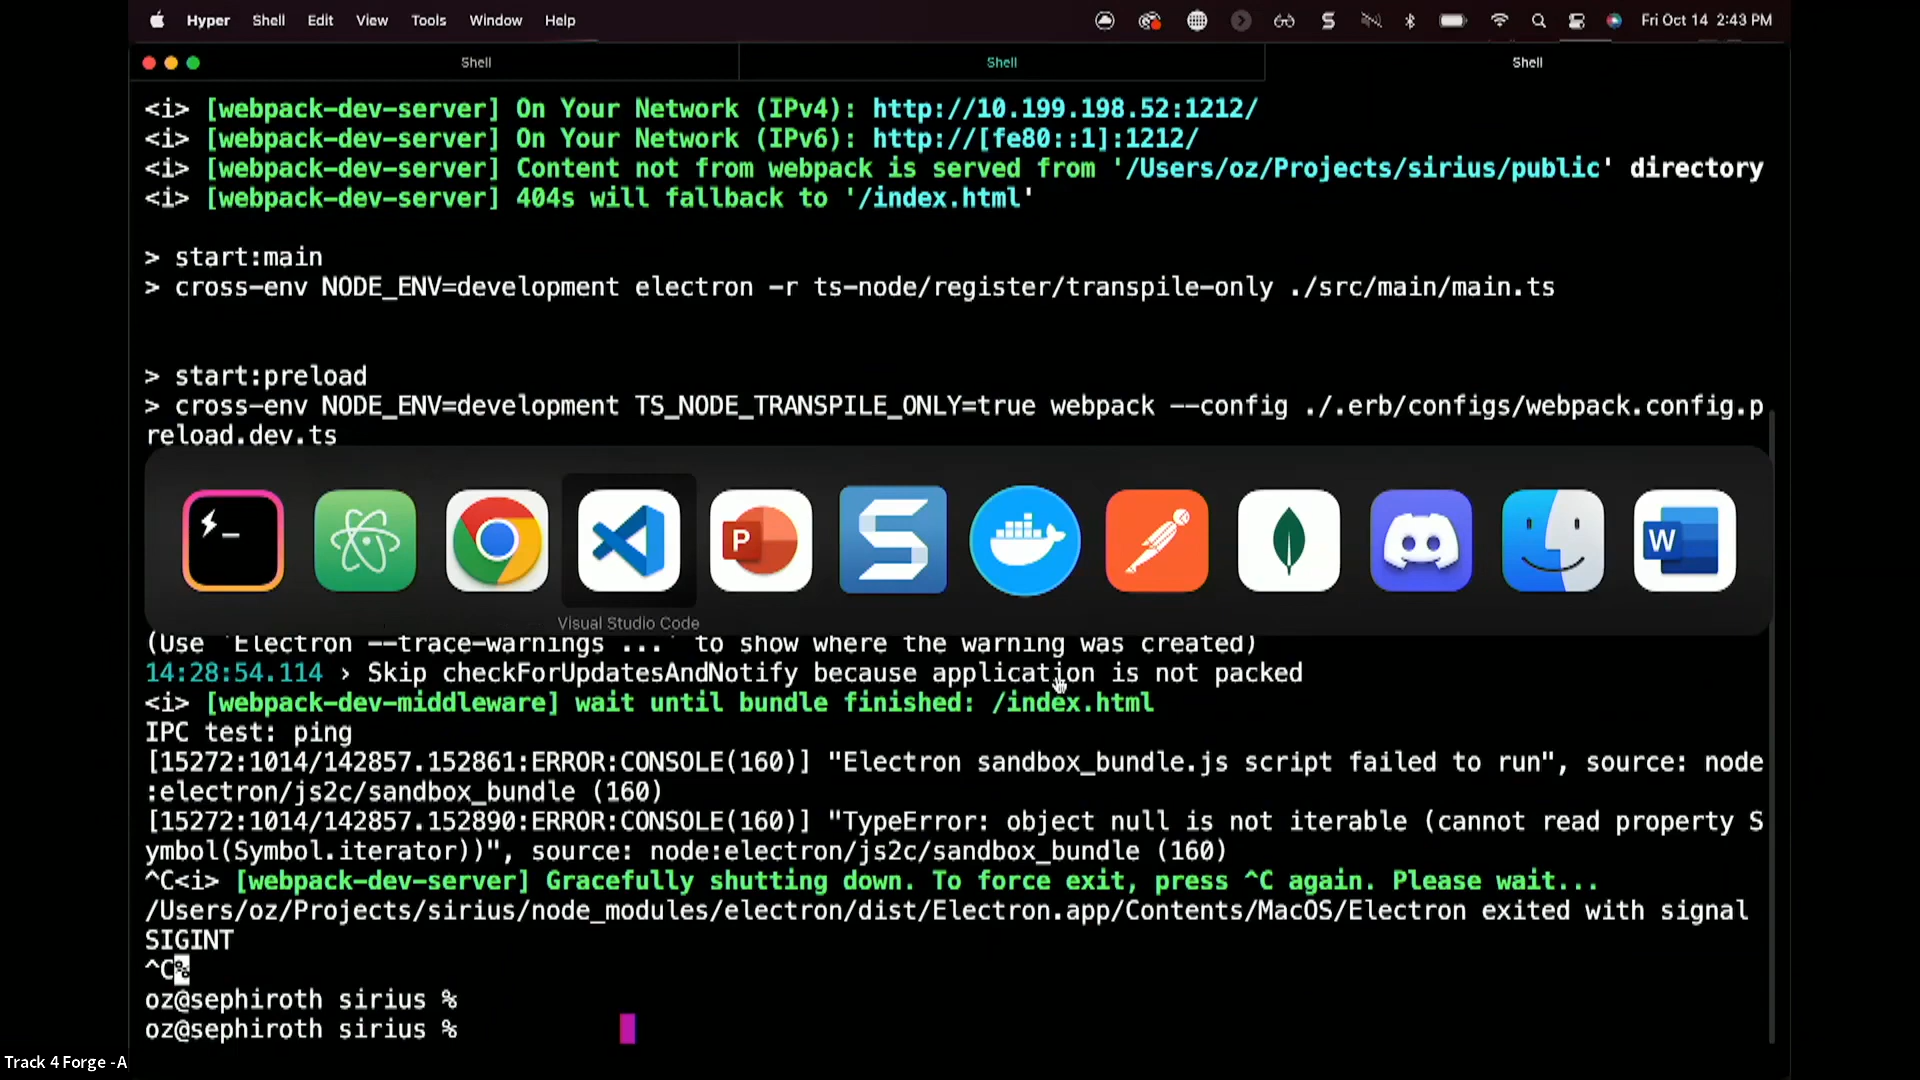 Hyper Shell Edit View Tools Window Help Fri Oct 14 2:43 PM
Shell Shell Shell
<i> [webpack-dev-server] On Your Network (IPv4): http://10.199.198.52:1212/
<i> [webpack-dev-server] On Your Network (IPv6): http://[fe80::1]:1212/
<i> [webpack-dev-server] Content not from webpack is served from '/Users/oz/Projects/sirius/public' directory
<i> [webpack-dev-server] 404s will fallback to '/index.html'
> start:main
> cross-env NODE_ENV=development electron -r ts-node/register/transpile-only ./src/main/main.ts
> start:preload
> cross-env NODE_ENV=development TS_NODE_TRANSPILE_ONLY=true webpack --config ./.erb/configs/webpack.config.p
reload.dev.ts
P
W
Visual Studio Code
(Use `Electron --trace-warnings ...` to show where the warning was created)
14:28:54.114 › Skip checkForUpdatesAndNotify because application is not packed
<i> [webpack-dev-middleware] wait until bundle finished: /index.html
IPC test: ping
[15272:1014/142857.152861:ERROR:CONSOLE(160)] "Electron sandbox_bundle.js script failed to run", source: node
:electron/js2c/sandbox_bundle (160)
[15272:1014/142857.152890:ERROR:CONSOLE(160)] "TypeError: object null is not iterable (cannot read property S
ymbol(Symbol.iterator))", source: node:electron/js2c/sandbox_bundle (160)
^C<i> [webpack-dev-server] Gracefully shutting down. To force exit, press ^C again. Please wait...
/Users/oz/Projects/sirius/node_modules/electron/dist/Electron.app/Contents/MacOS/Electron exited with signal
SIGINT
^C%
oz@sephiroth sirius %
oz@sephiroth sirius %
Track 4 Forge -A